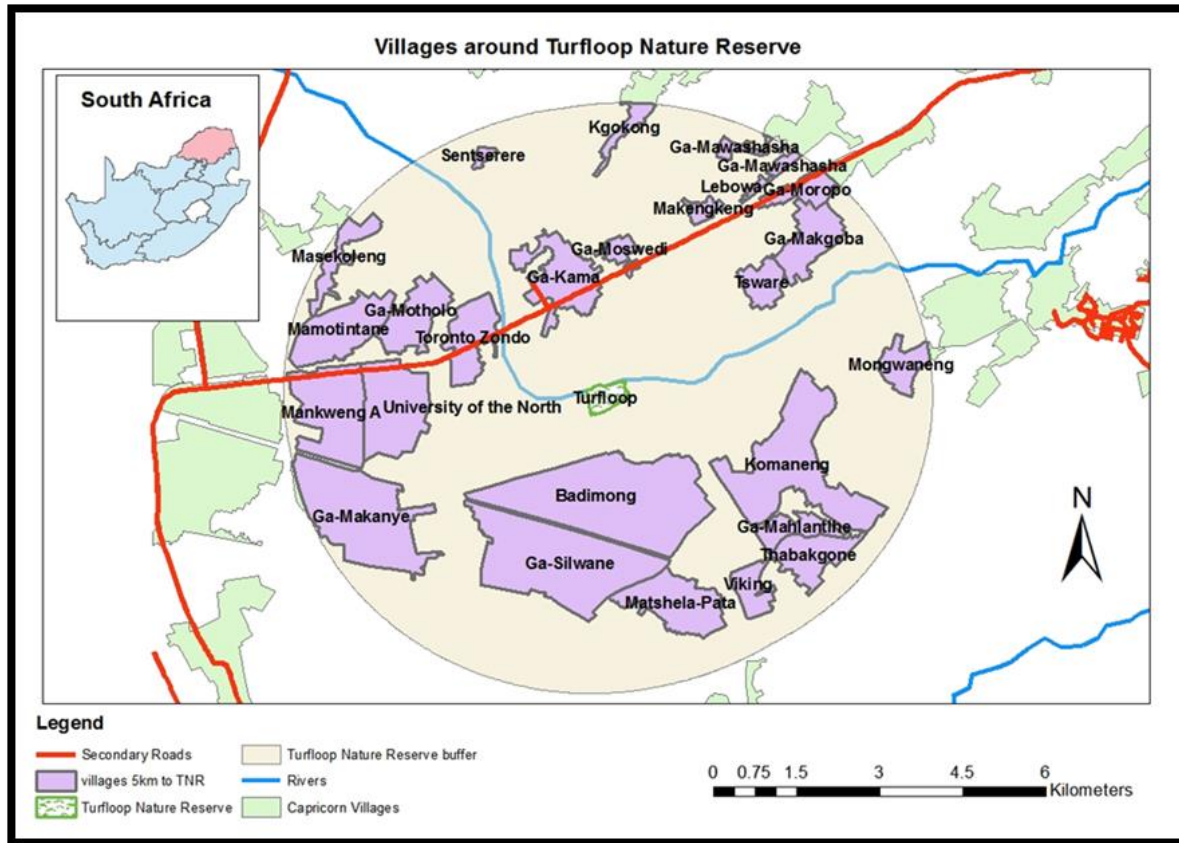 Villages around Turfloop Nature Reserve
South Africa
Kgokong
Sentserere
Ga-Mawashasha
Ga-Mawashasha
Lebowa
Ga-Moropo
Makengkeng
Ga-Makgoba
Ga-Moswedi
Masekoleng
Ga-Kama
Tsware
Ga-Motholo
Mamotintane
Toronto Zondo
Mongwaneng
Turfloop
Mankweng A
University of the North
Komaneng
Badimong
Ga-Makanye
Ga-Mahlantlhe
Thabakgone
Ga-Silwane
Viking
Matshela-Pata
N
Legend
Secondary Roads
Turfloop Nature Reserve buffer
villages 5km to TNR
Rivers
Turfloop Nature Reserve
Capricorn Villages
0 0.75 1.5 3 4.5 6
Kilometers